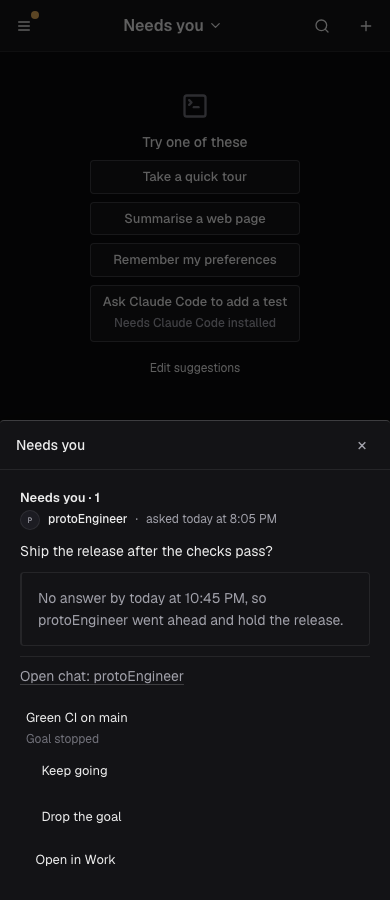 Needs you
Try one of these
Take a quick tour
Summarise a web page
Remember my preferences
Ask Claude Code to add a test
Needs Claude Code installed
Edit suggestions
Needs you
Needs you · 1
P protoEngineer · asked today at 8:05 PM
Ship the release after the checks pass?
No answer by today at 10:45 PM, so
protoEngineer went ahead and hold the release.
Open chat: protoEngineer
Green CI on main
Goal stopped
Keep going
Drop the goal
Open in Work